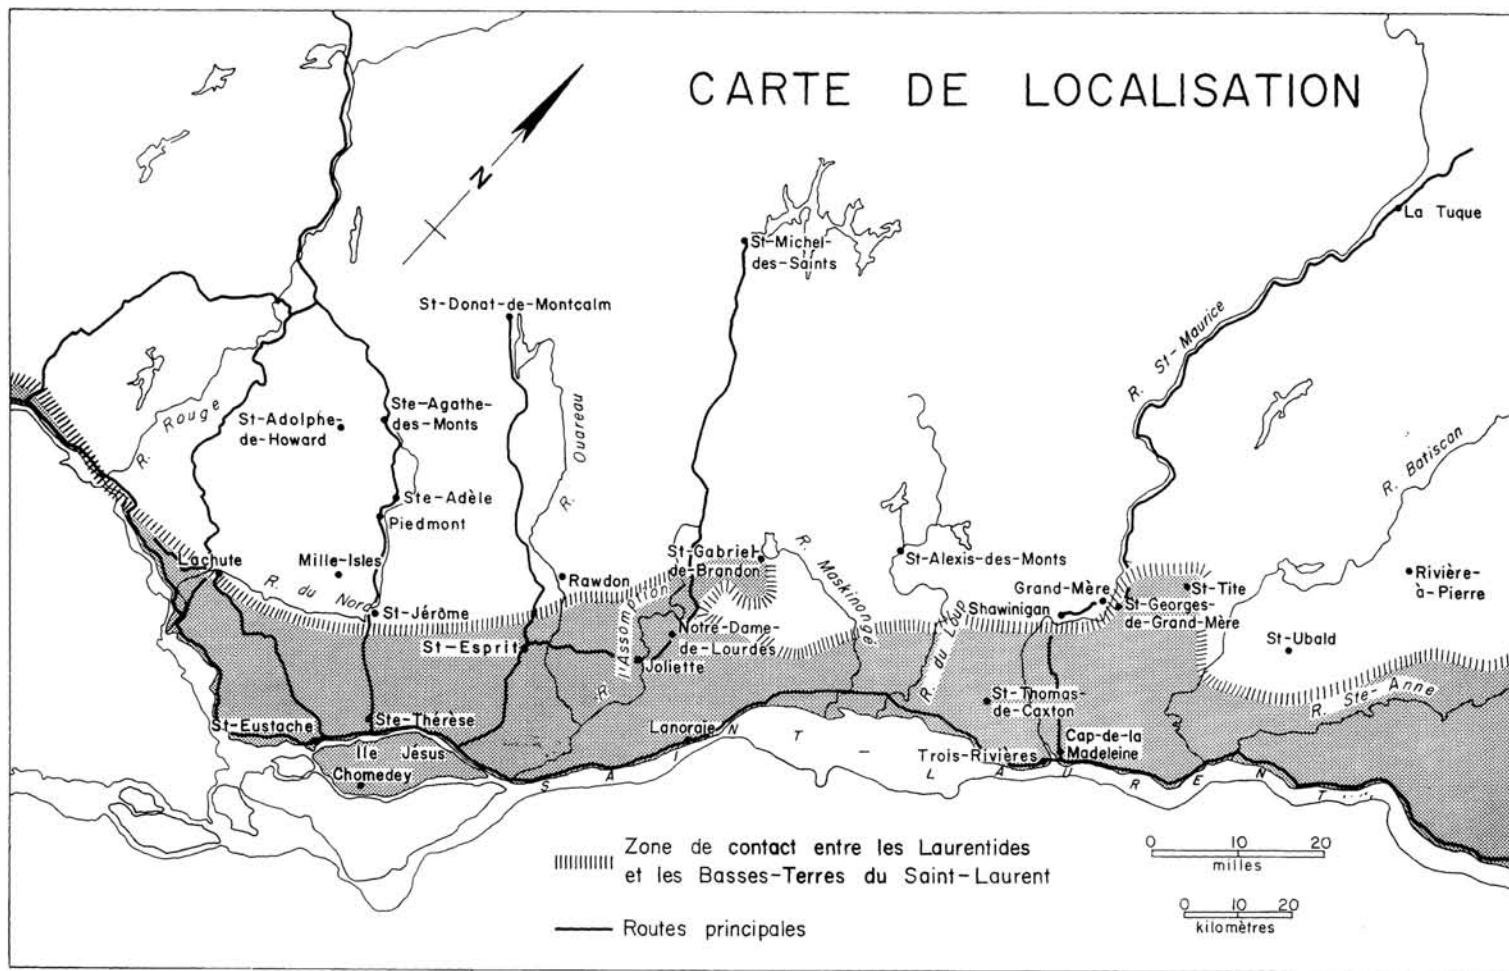 CARTE DE LOCALISATION
N
La Tuque
St-Michel-
des-Saints
St-Donat-de-Montcalm
R. St-Maurice
R. Rouge
St-Adolphe-
de-Howard
Ste-Agathe-
des-Monts
R. Ouareau
R. Batiscan
Ste-Adèle
Piedmont
Lachute
Mille-Isles
R. du Nord
St-Jérôme
Rawdon
St-Gabriel-
de-Brandon
R. Maskinongé
St-Alexis-des-Monts
Grand-Mère
Shawinigan
St-Tite
St-Georges-
de-Grand-Mère
Rivière-
à-Pierre
St-Esprit
R. l'Assomption
Notre-Dame-
de-Lourdes
Joliette
R. du Loup
St-Ubald
St-Thomas-
de-Caxton
R. Ste-Anne
St-Eustache
Ste-Thérèse
Ile Jésus
Chomedey
Lanoraie
Trois-Rivières
Cap-de-la
Madeleine
SAINT-LAURENT
Zone de contact entre les Laurentides
et les Basses-Terres du Saint-Laurent
Routes principales
0 10 20
milles
0 10 20
kilomètres